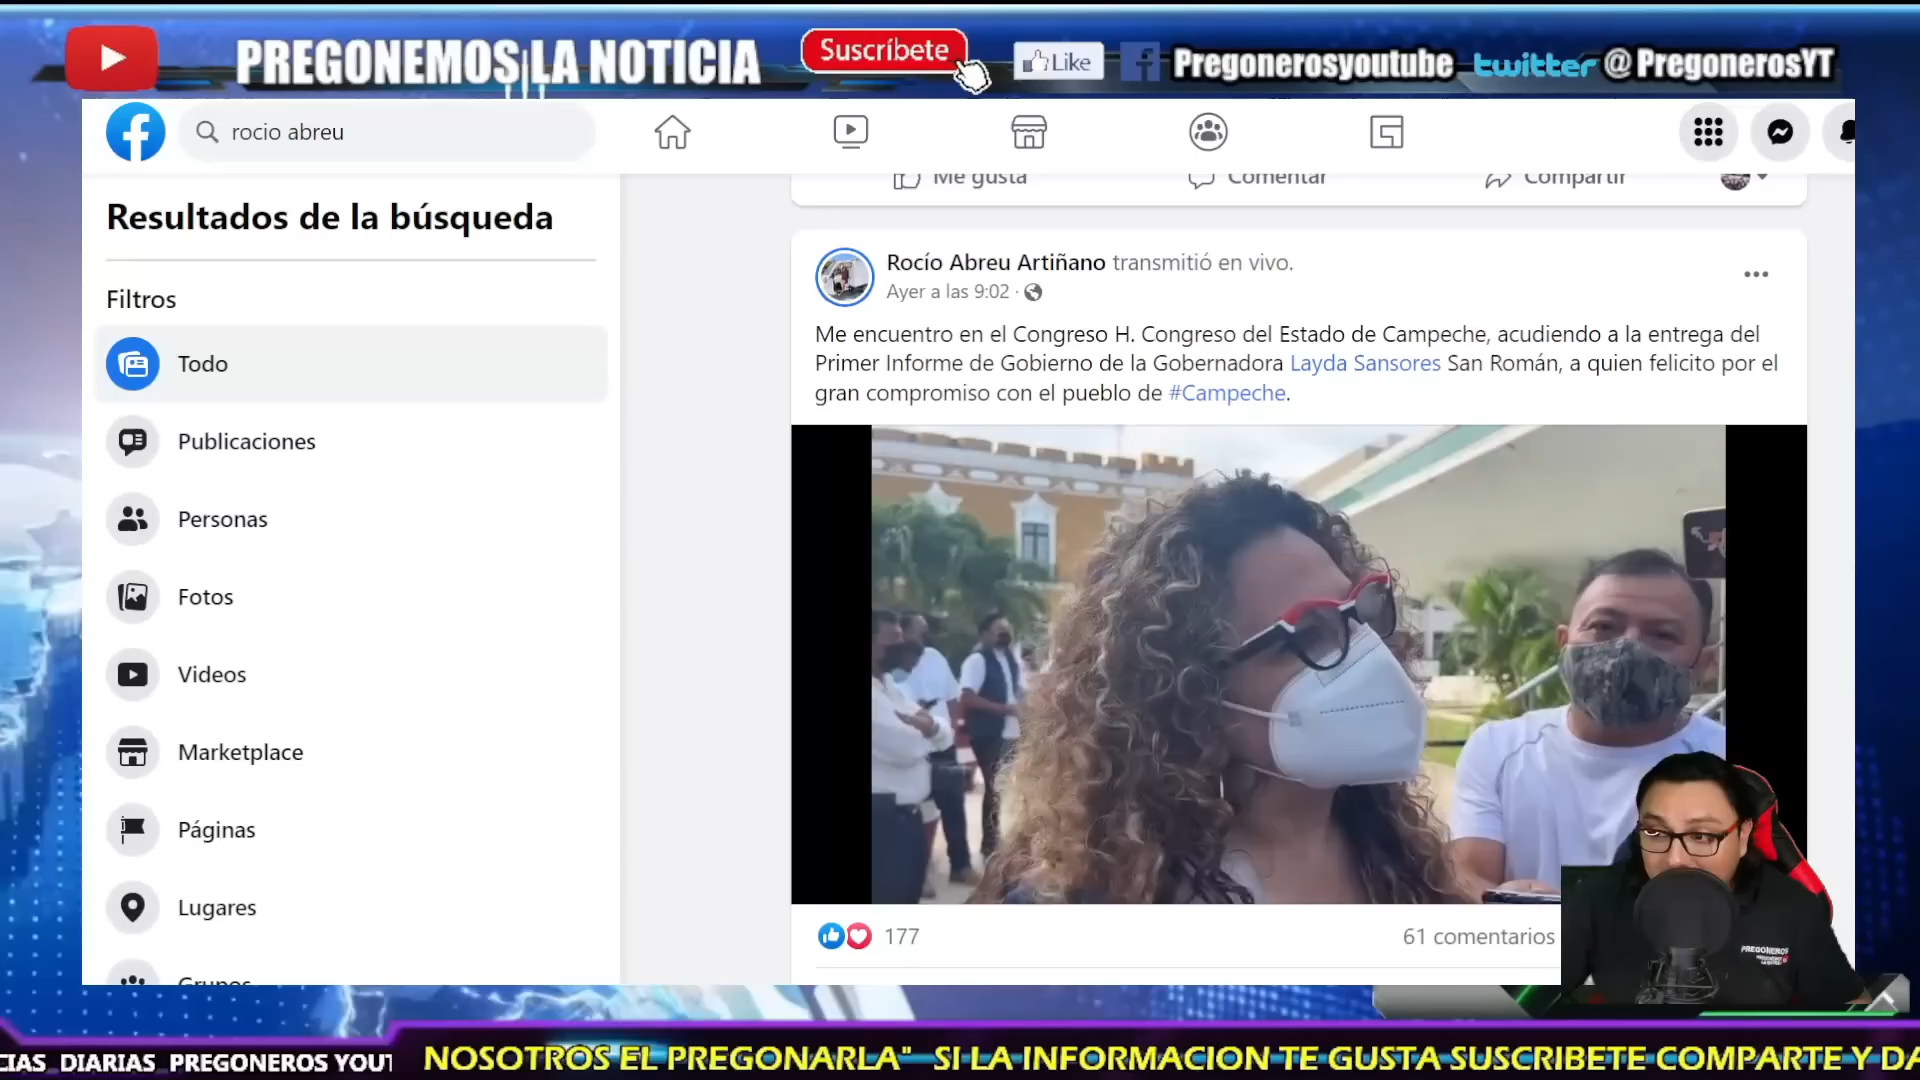 PREGONEMOS LA NOTICIA
Suscríbete
Like
Pregonerosyoutube
twitter @PregonerosYT
rocio abreu
Me gusta
Comentar
Compartir
Resultados de la búsqueda
Filtros
Todo
Publicaciones
Personas
Fotos
Videos
Marketplace
Páginas
Lugares
Grupos
Rocío Abreu Artiñano transmitió en vivo.
Ayer a las 9:02 ·
Me encuentro en el Congreso H. Congreso del Estado de Campeche, acudiendo a la entrega del
Primer Informe de Gobierno de la Gobernadora Layda Sansores San Román, a quien felicito por el
gran compromiso con el pueblo de #Campeche.
177
61 comentarios
PREGONEROS
CIAS DIARIAS PREGONEROS YOUT
NOSOTROS EL PREGONARLA" SI LA INFORMACION TE GUSTA SUSCRIBETE COMPARTE Y DA